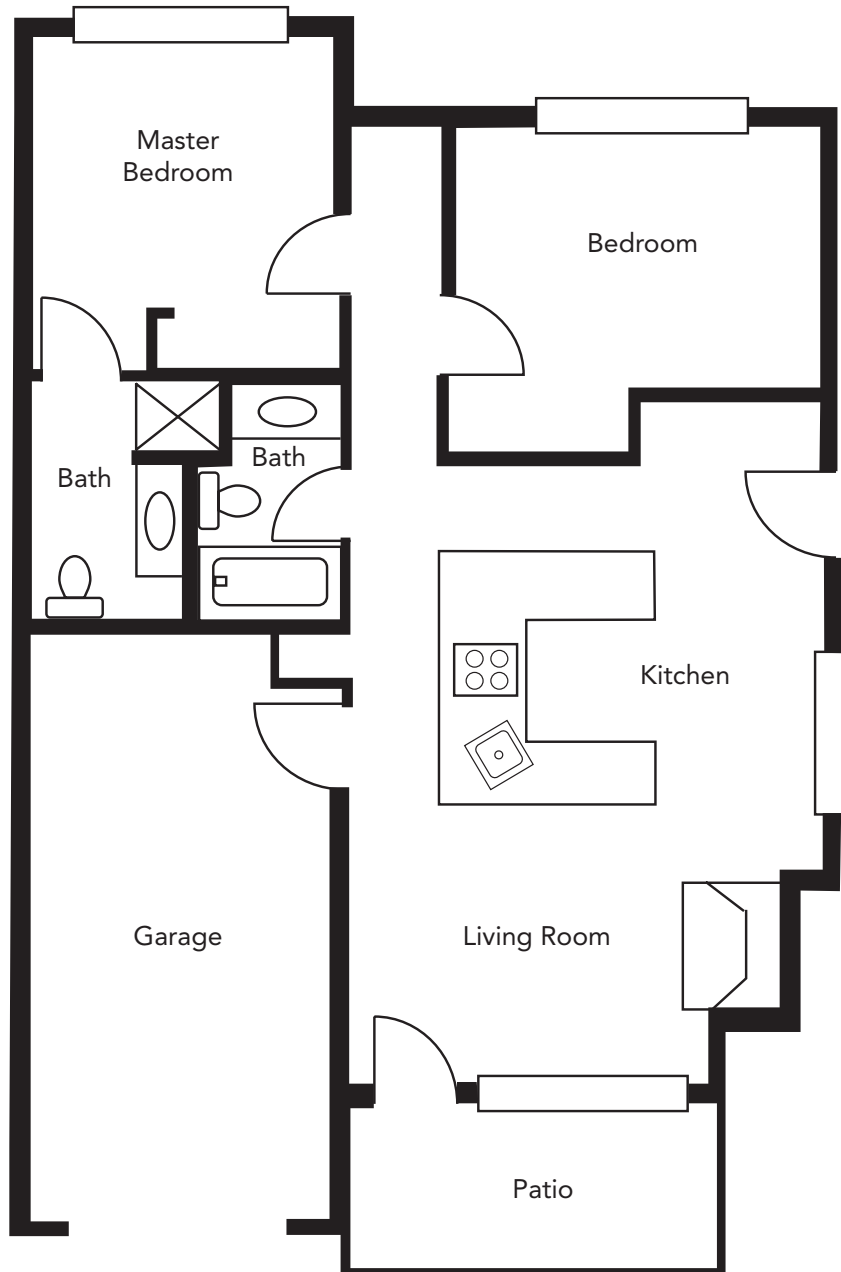 Master
Bedroom
Bedroom
Bath
Bath
Kitchen
Garage
Living Room
Patio